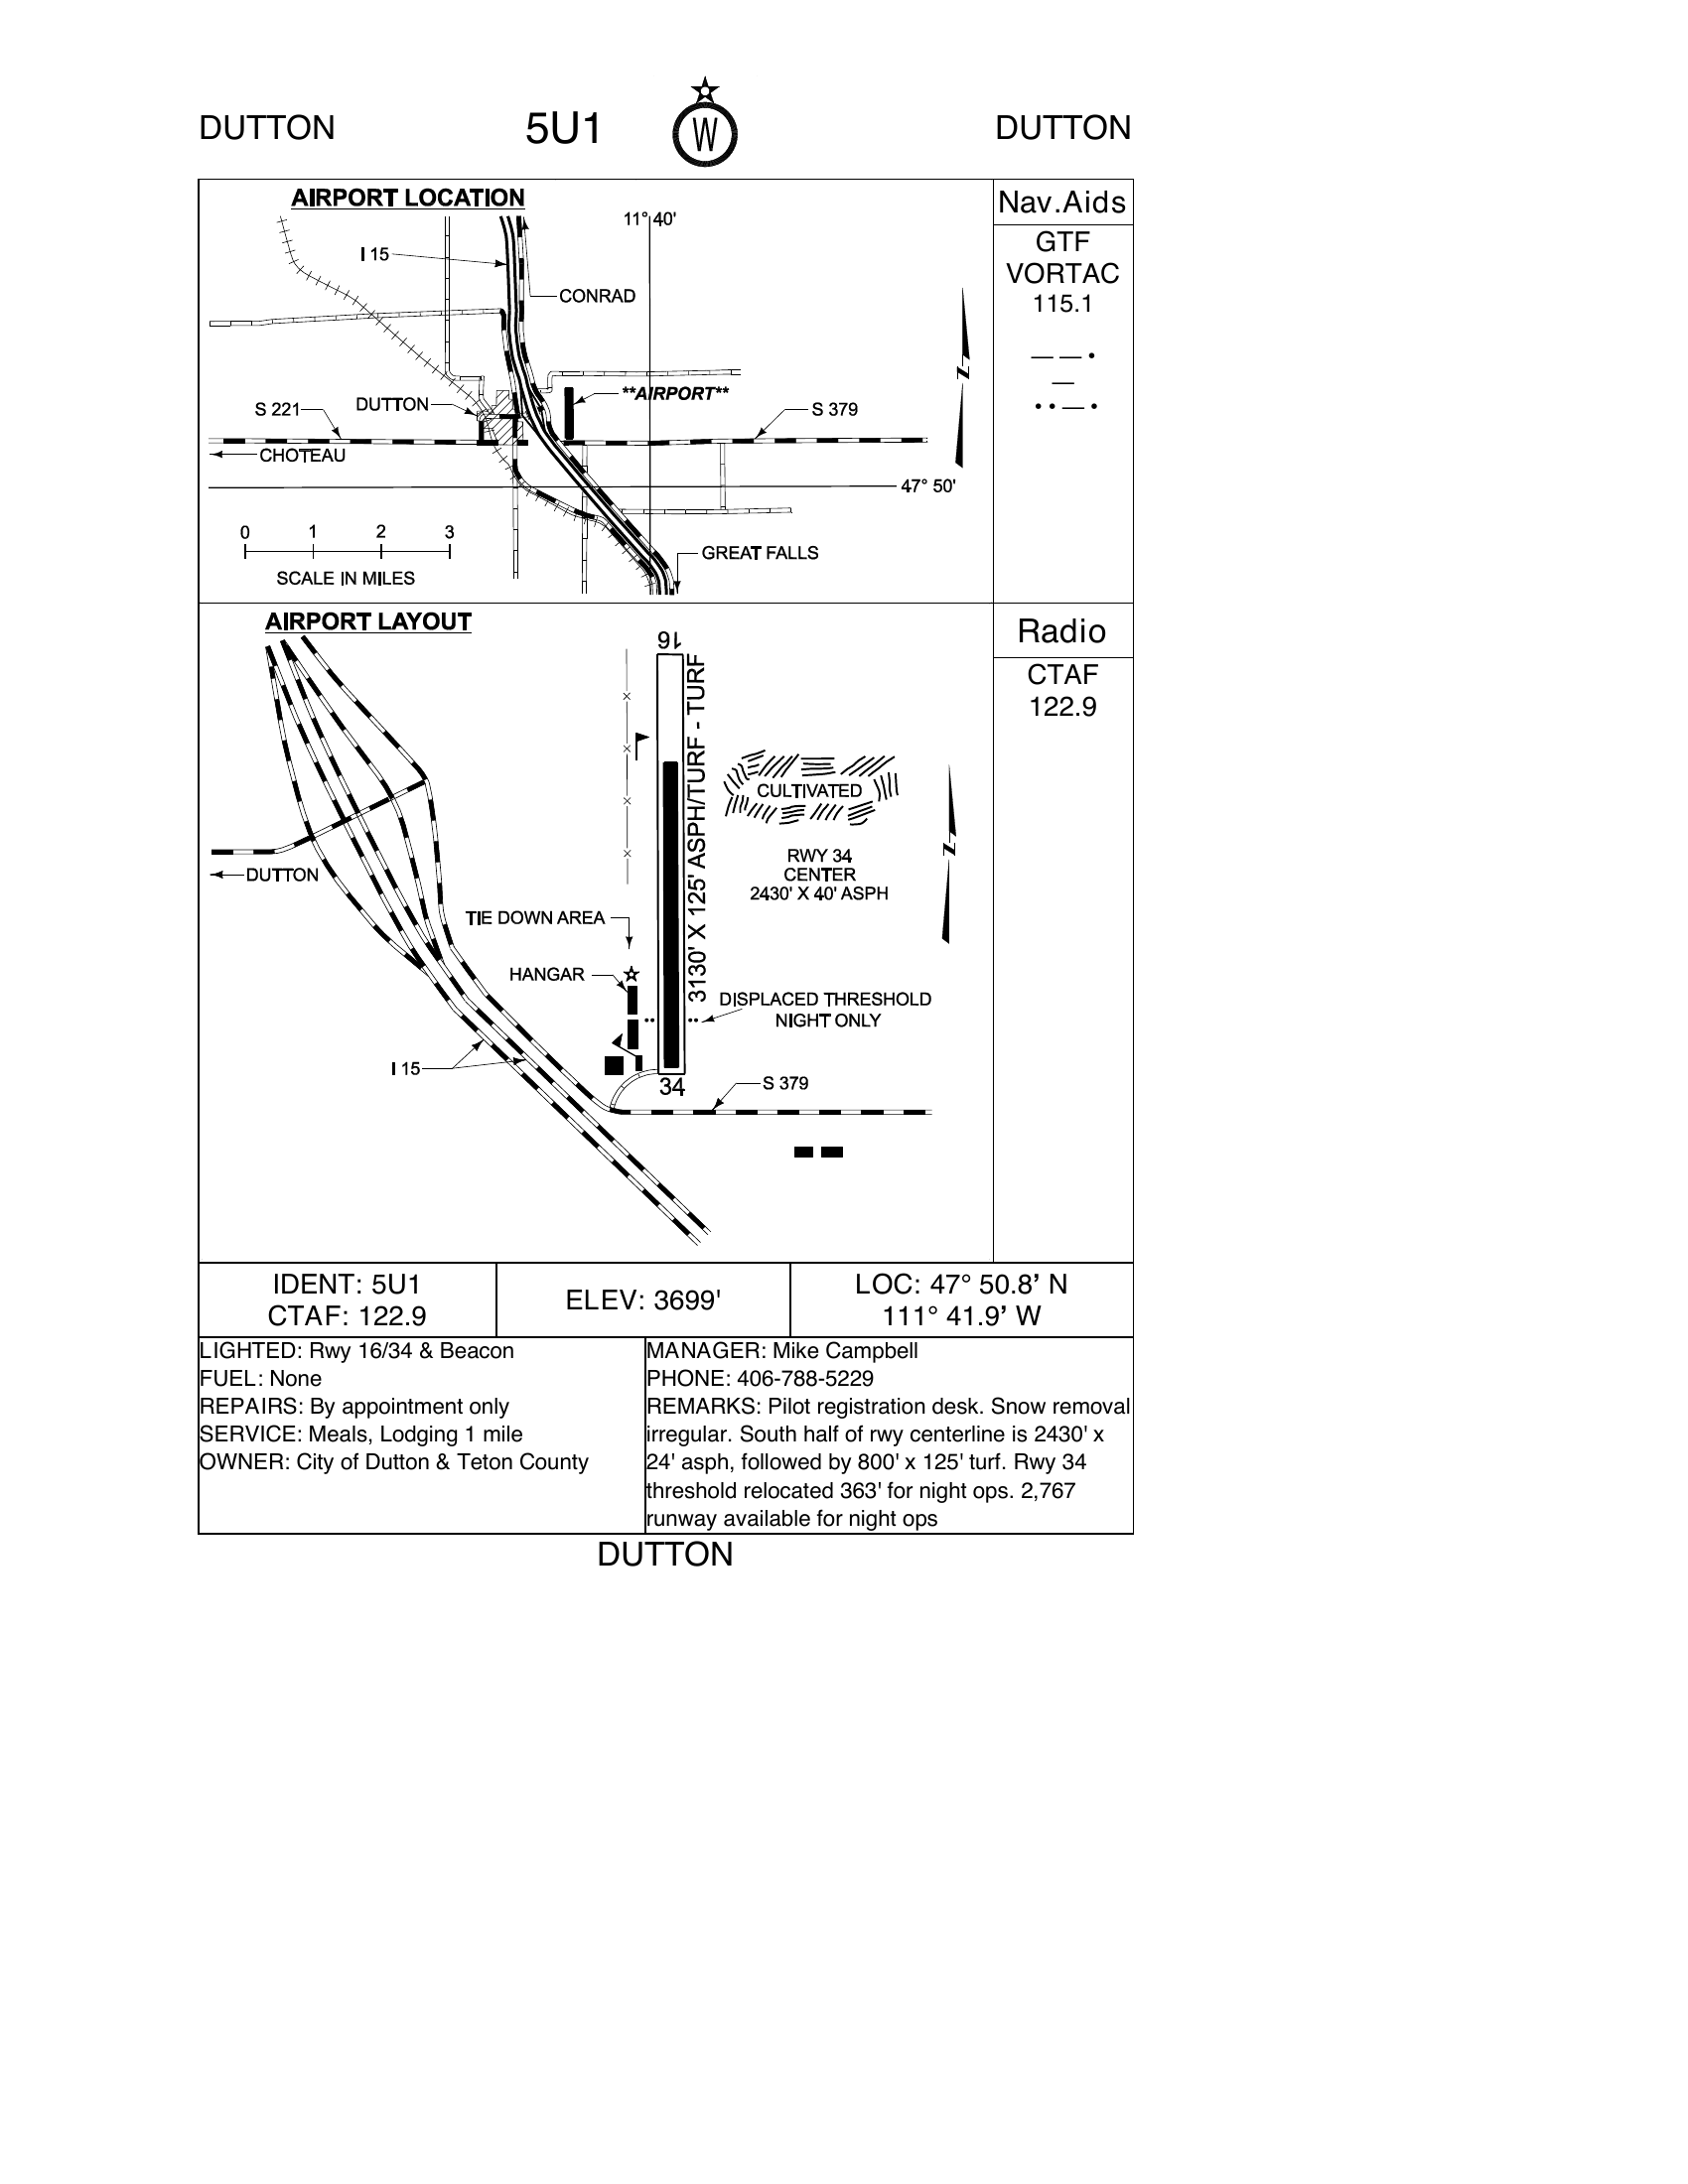 DUTTON
5U1
W
DUTTON
AIRPORT LOCATION
11° 40'
I 15
CONRAD
**AIRPORT**
DUTTON
S 221
S 379
CHOTEAU
47° 50'
0 1 2 3
SCALE IN MILES
GREAT FALLS
N
Nav.Aids
GTF
VORTAC
115.1
AIRPORT LAYOUT
16
3130' X 125' ASPH/TURF - TURF
CULTIVATED
RWY 34
CENTER
2430' X 40' ASPH
DUTTON
TIE DOWN AREA
HANGAR
DISPLACED THRESHOLD
NIGHT ONLY
I 15
34
S 379
N
Radio
CTAF
122.9
IDENT: 5U1
CTAF: 122.9
ELEV: 3699'
LOC: 47° 50.8’ N
111° 41.9’ W
LIGHTED: Rwy 16/34 & Beacon
FUEL: None
REPAIRS: By appointment only
SERVICE: Meals, Lodging 1 mile
OWNER: City of Dutton & Teton County
MANAGER: Mike Campbell
PHONE: 406-788-5229
REMARKS: Pilot registration desk. Snow removal
irregular. South half of rwy centerline is 2430' x
24' asph, followed by 800' x 125' turf. Rwy 34
threshold relocated 363' for night ops. 2,767
runway available for night ops
DUTTON